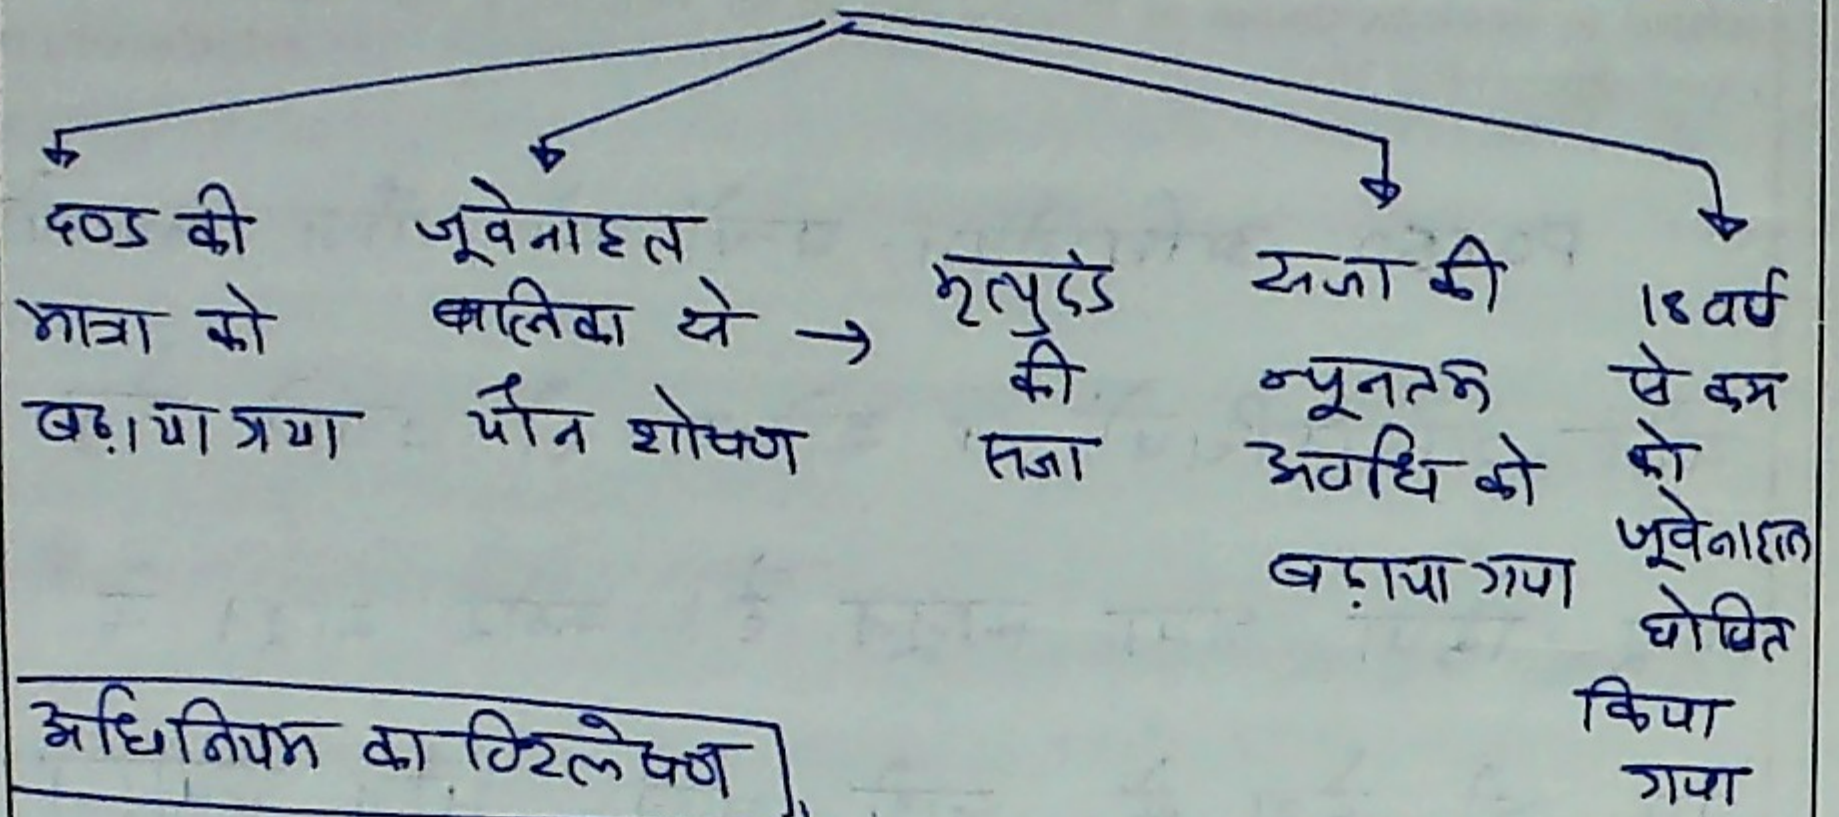 दण्ड की
मात्रा को
बढ़ाया गया
जूवेनाइल
बालिका से →
यौन शोषण
मृत्युदंड
की
सजा
सजा की
न्यूनतम
अवधि को
बढ़ाया गया
18 वर्ष
से कम
को
जूवेनाइल
घोषित
किया
गया
अधिनियम का विश्लेषण